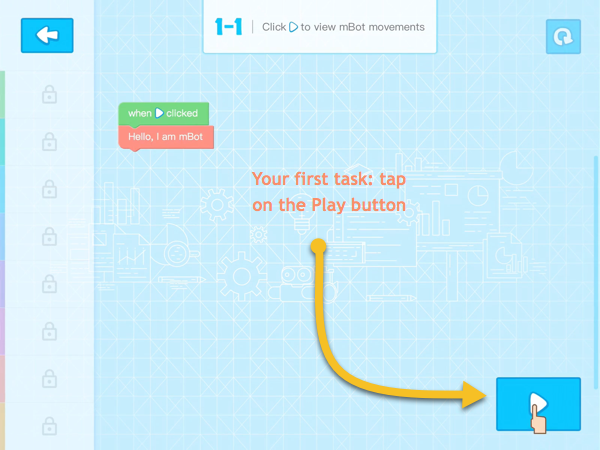 1-1 Click to view mBot movements
when clicked
Hello, I am mBot
Your first task: tap
on the Play button